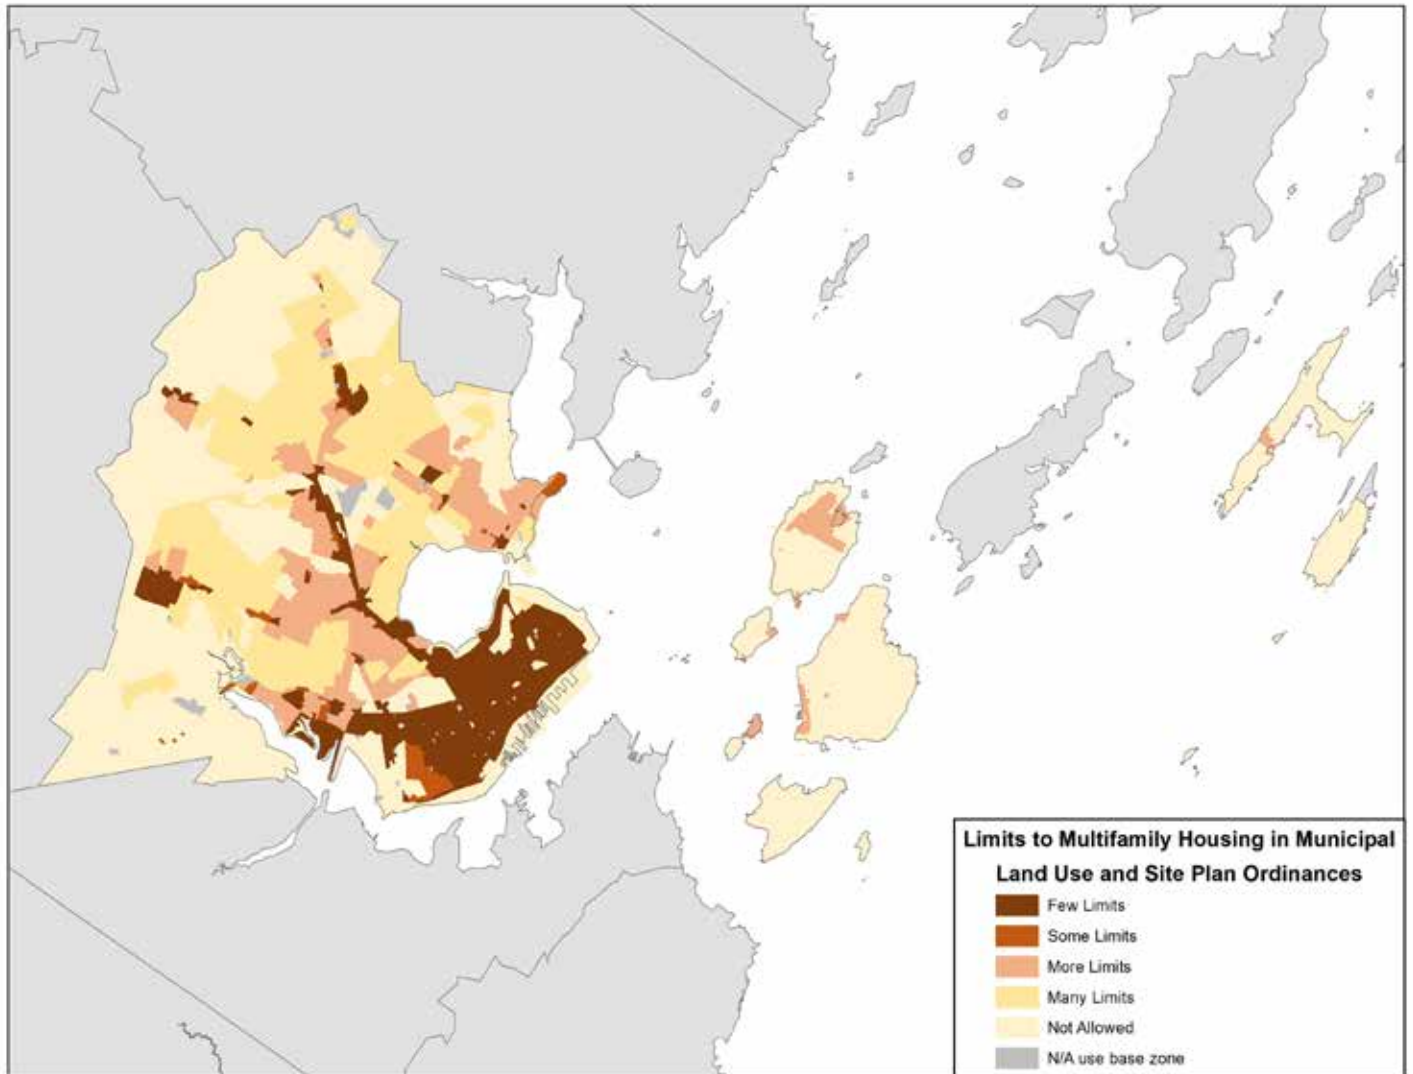 Limits to Multifamily Housing in Municipal
Land Use and Site Plan Ordinances
Few Limits
Some Limits
More Limits
Many Limits
Not Allowed
N/A use base zone